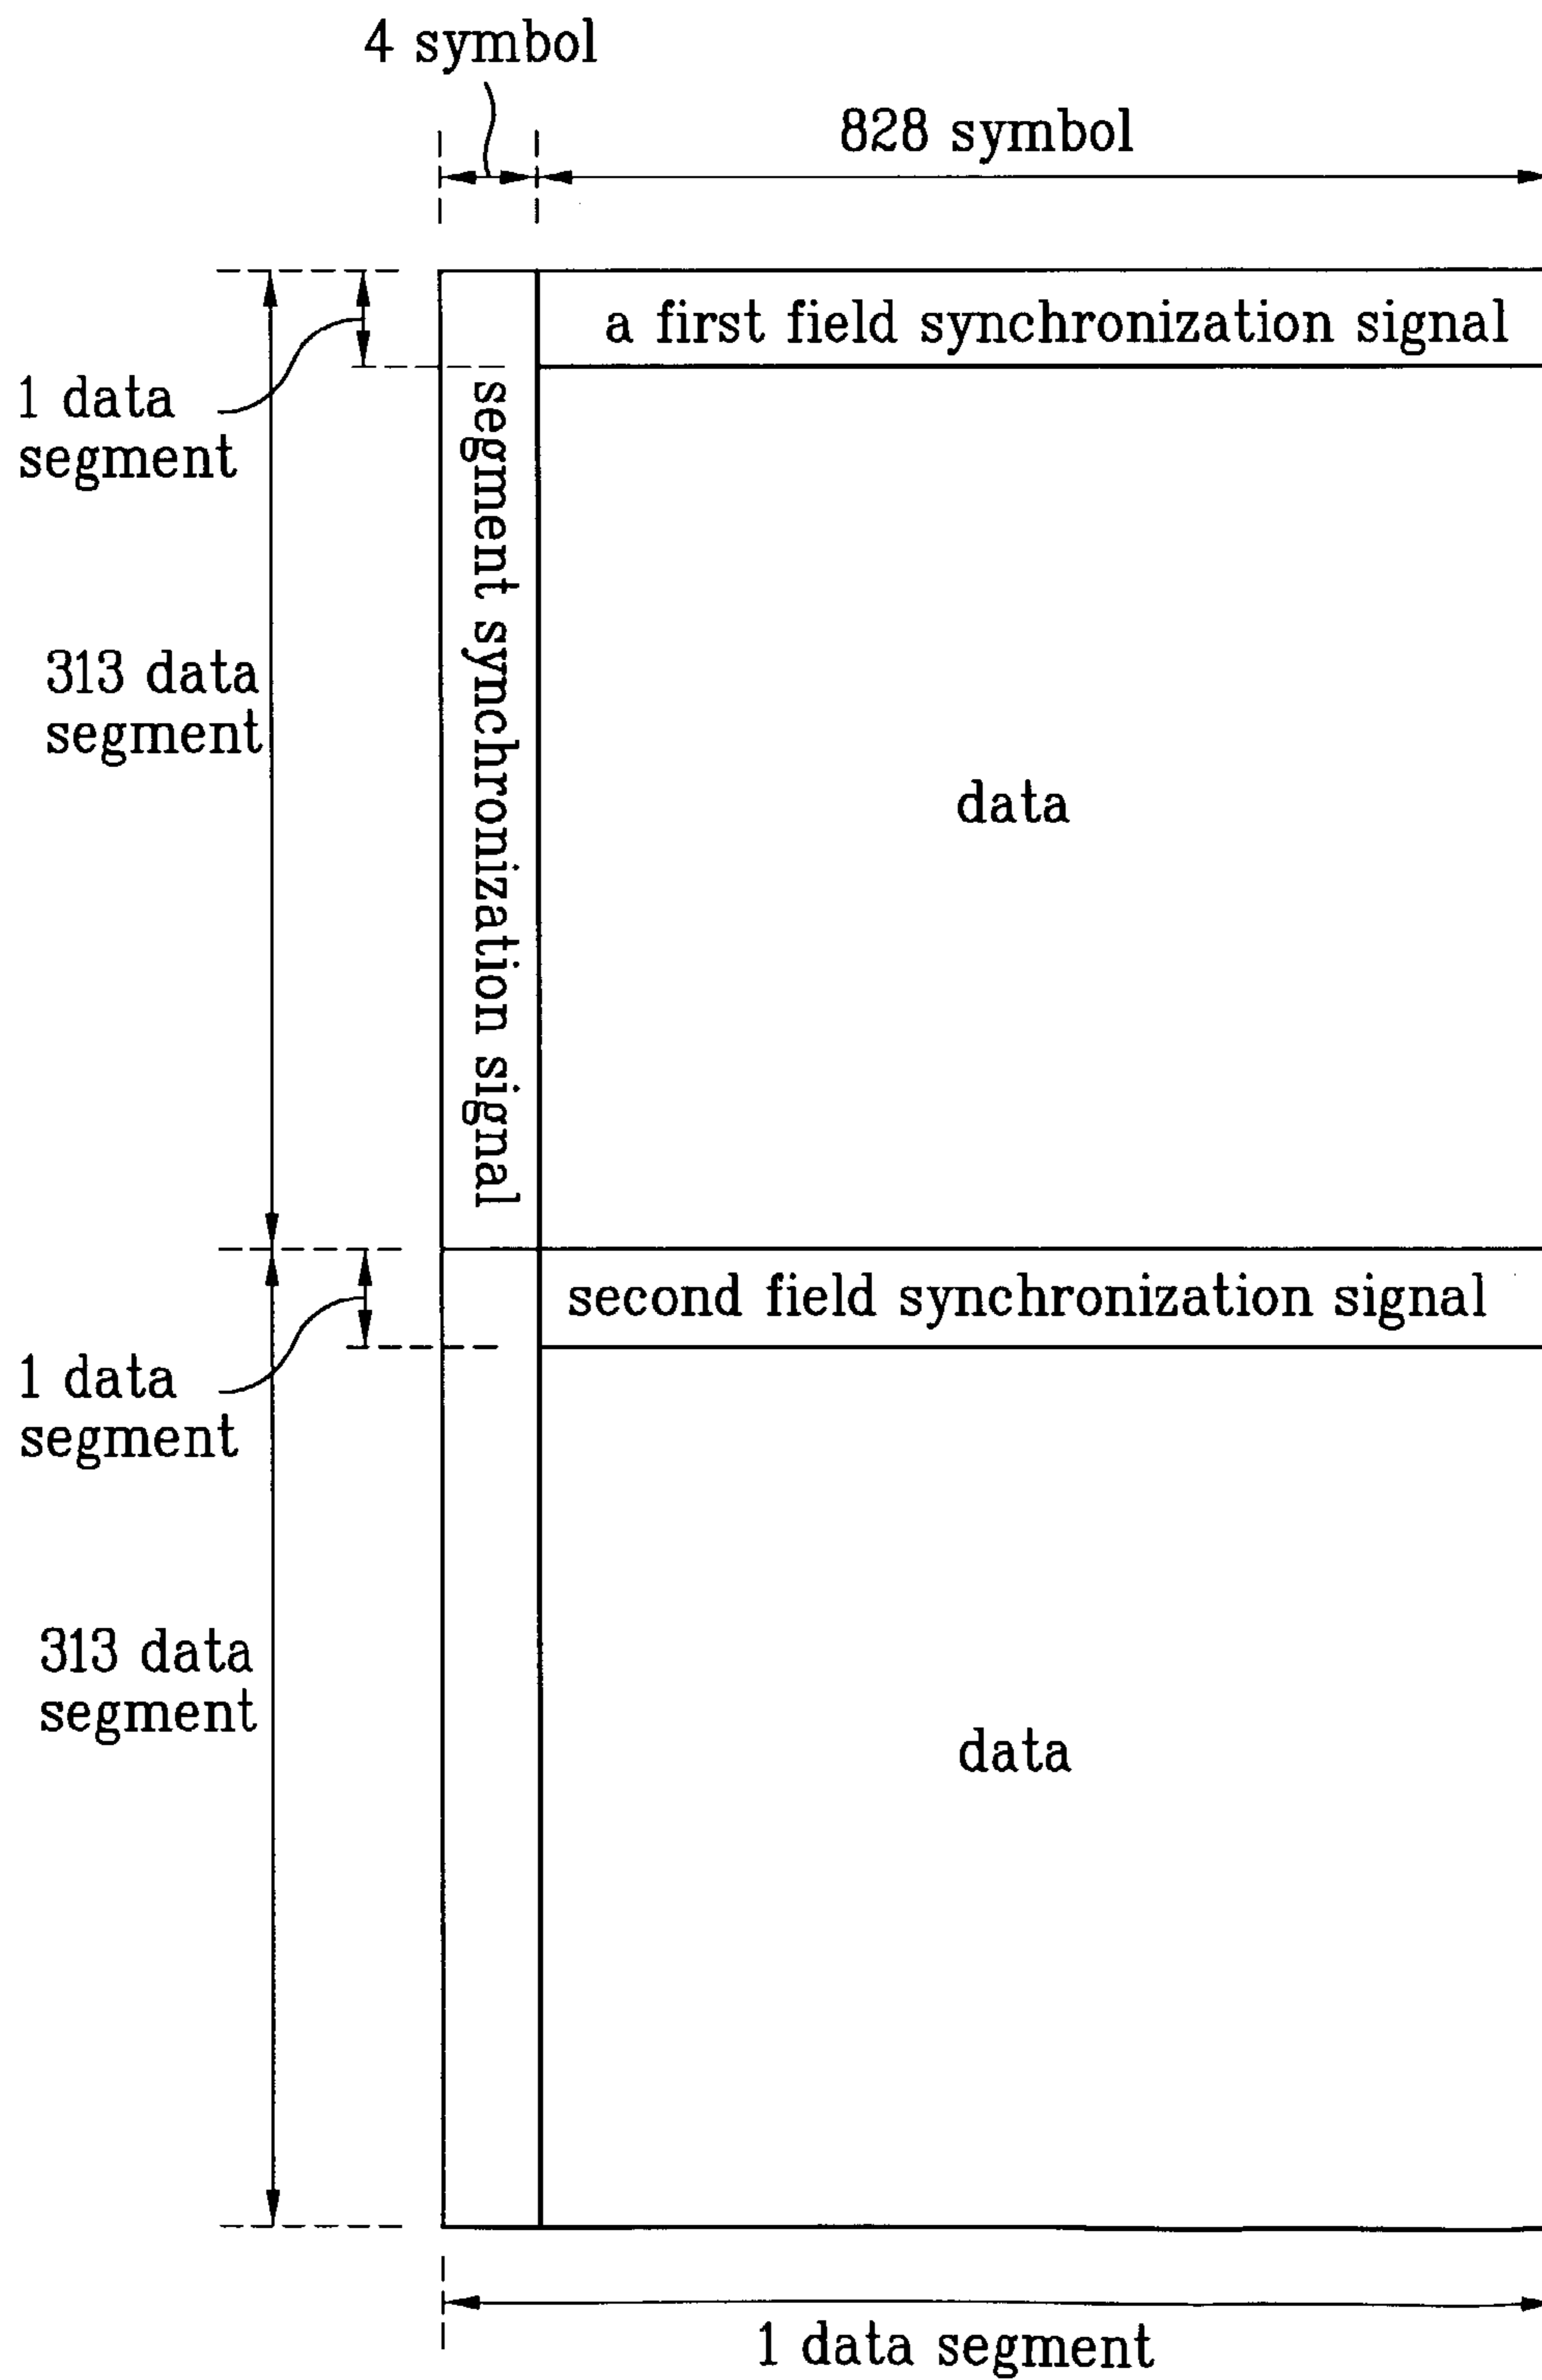 4 symbol
828 symbol
a first field synchronization signal
1 data
segment
segment synchronization signal
313 data
segment
data
second field synchronization signal
1 data
segment
313 data
segment
data
1 data segment